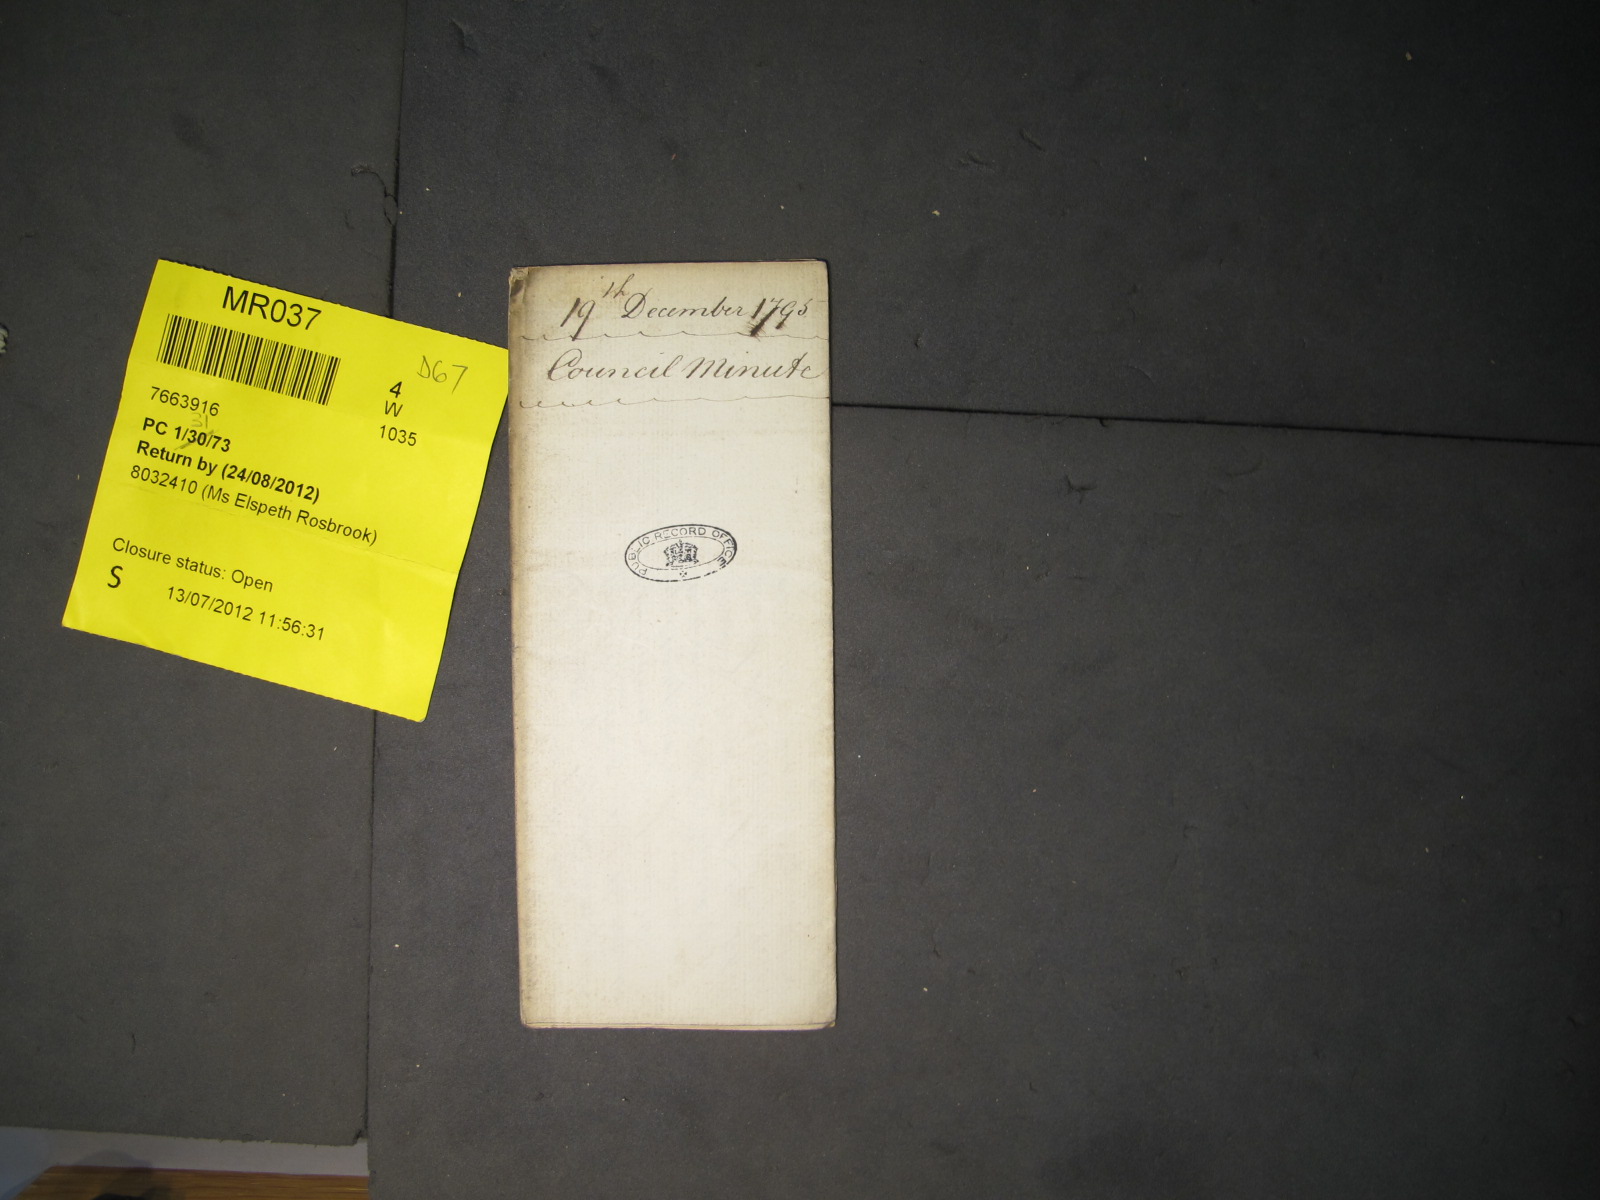 MR037
D67
4
W
1035
7663916
31
PC 1/30/73
Return by (24/08/2012)
8032410 (Ms Elspeth Rosbrook)
Closure status: Open
S
13/07/2012 11:56:31
19th December 1795
Council Minute
PUBLIC RECORD OFFICE